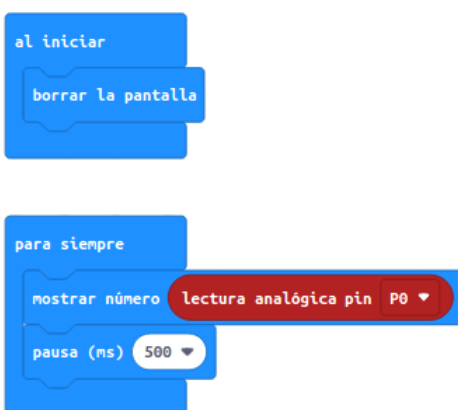 al iniciar
borrar la pantalla
para siempre
mostrar número lectura analógica pin P0
pausa (ms) 500